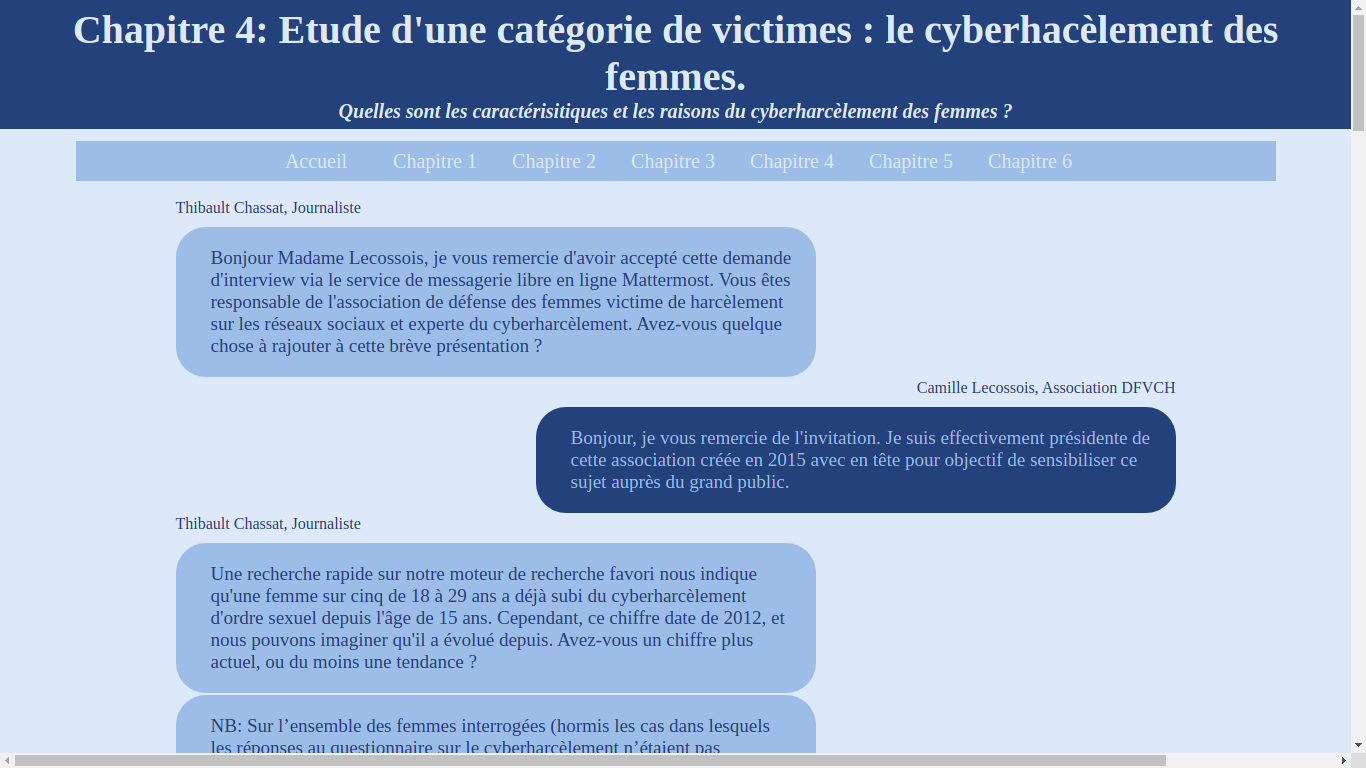 Chapitre 4: Etude d'une catégorie de victimes : le cyberhacèlement des
femmes.
Quelles sont les caractérisitiques et les raisons du cyberharcèlement des femmes ?
Accueil Chapitre 1 Chapitre 2 Chapitre 3 Chapitre 4 Chapitre 5 Chapitre 6
Thibault Chassat, Journaliste
Bonjour Madame Lecossois, je vous remercie d'avoir accepté cette demande
d'interview via le service de messagerie libre en ligne Mattermost. Vous êtes
responsable de l'association de défense des femmes victime de harcèlement
sur les réseaux sociaux et experte du cyberharcèlement. Avez-vous quelque
chose à rajouter à cette brève présentation ?
Camille Lecossois, Association DFVCH
Bonjour, je vous remercie de l'invitation. Je suis effectivement présidente de
cette association créée en 2015 avec en tête pour objectif de sensibiliser ce
sujet auprès du grand public.
Thibault Chassat, Journaliste
Une recherche rapide sur notre moteur de recherche favori nous indique
qu'une femme sur cinq de 18 à 29 ans a déjà subi du cyberharcèlement
d'ordre sexuel depuis l'âge de 15 ans. Cependant, ce chiffre date de 2012, et
nous pouvons imaginer qu'il a évolué depuis. Avez-vous un chiffre plus
actuel, ou du moins une tendance ?
NB: Sur l’ensemble des femmes interrogées (hormis les cas dans lesquels
les réponses au questionnaire sur le cyberharcèlement n’étaient pas